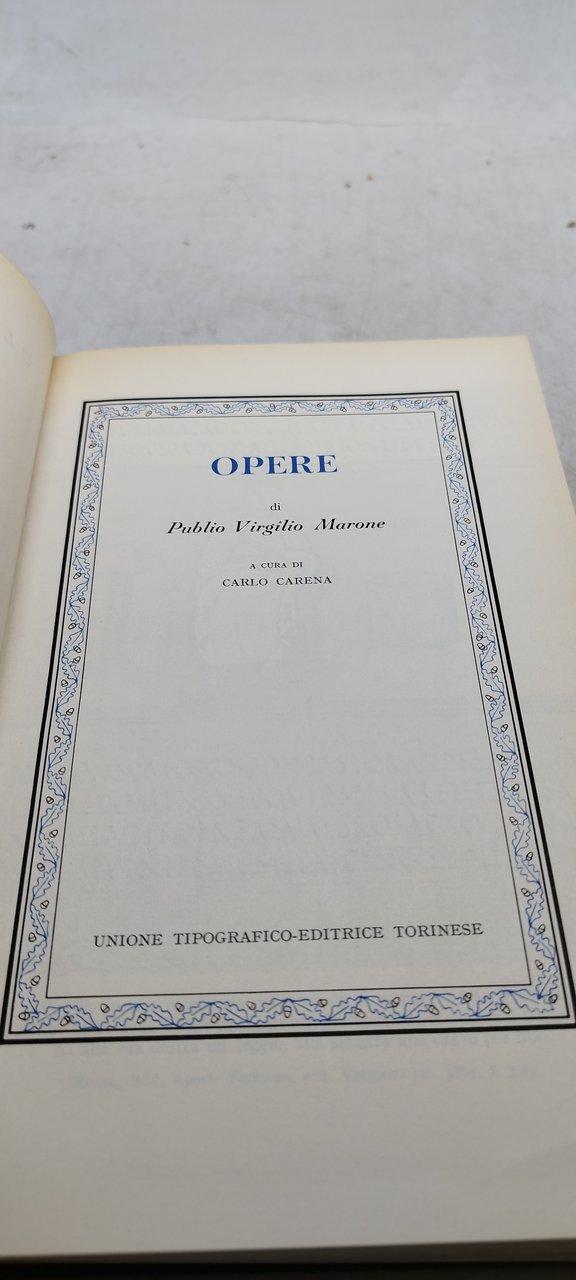 OPERE
di
Publio Virgilio Marone
A CURA DI
CARLO CARENA
UNIONE TIPOGRAFICO-EDITRICE TORINESE